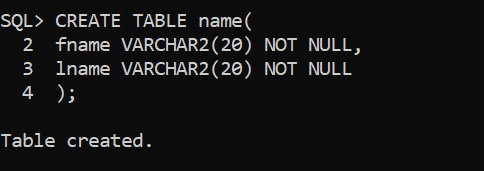 SQL> CREATE TABLE name(
  2  fname VARCHAR2(20) NOT NULL,
  3  lname VARCHAR2(20) NOT NULL
  4  );

Table created.